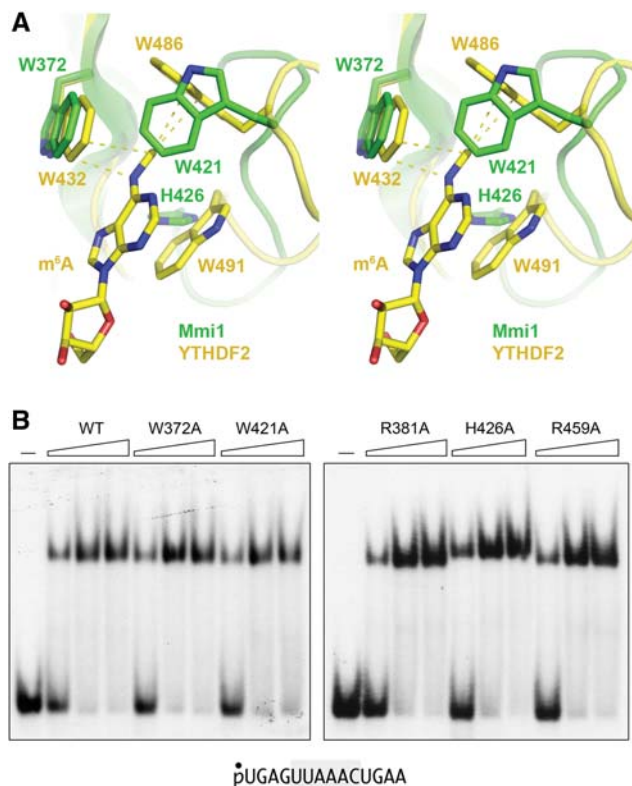 A
W486
W372
W421
W432
H426
m⁶A
W491
Mmi1
YTHDF2
W486
W372
W421
W432
H426
m⁶A
W491
Mmi1
YTHDF2
B
— WT W372A W421A
— R381A H426A R459A
pUGAGUUAAACUGAA